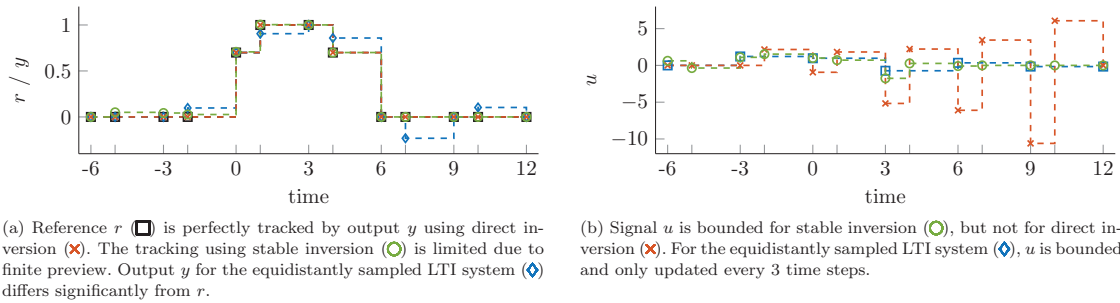 1
0.5
0
r / y
-6
-3
0
3
6
9
12
time
5
0
−5
−10
u
-6
-3
0
3
6
9
12
time
(a) Reference r ( ) is perfectly tracked by output y using direct in-
version ( ). The tracking using stable inversion ( ) is limited due to
finite preview. Output y for the equidistantly sampled LTI system ( )
differs significantly from r.
(b) Signal u is bounded for stable inversion ( ), but not for direct in-
version ( ). For the equidistantly sampled LTI system ( ), u is bounded
and only updated every 3 time steps.